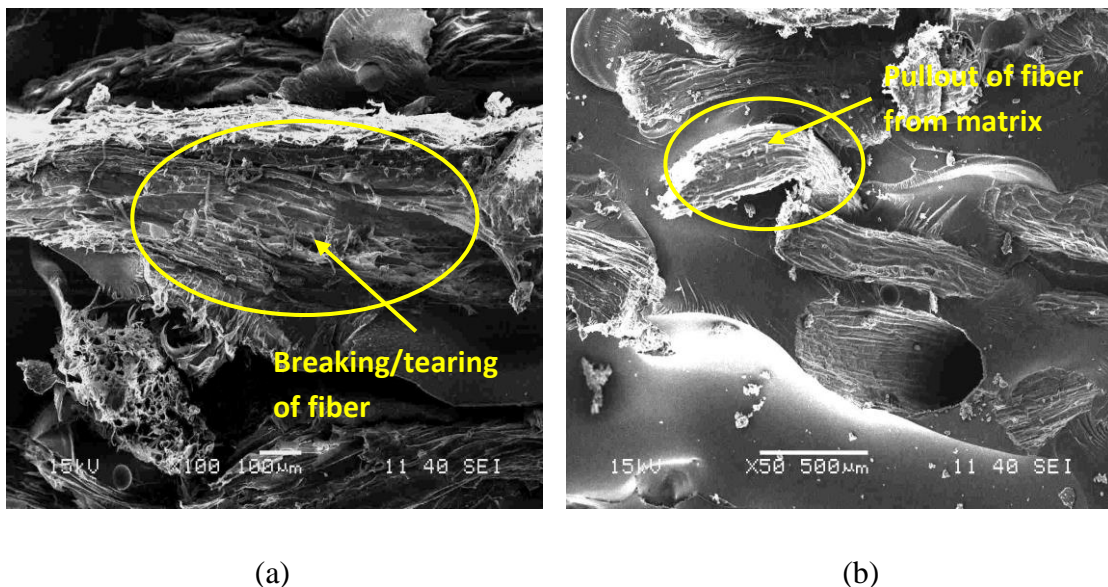 Pullout of fiber
from matrix
Breaking/tearing
of fiber
15kV X100 100µm 11 40 SEI
15kV X50 500µm 11 40 SEI
(a)
(b)